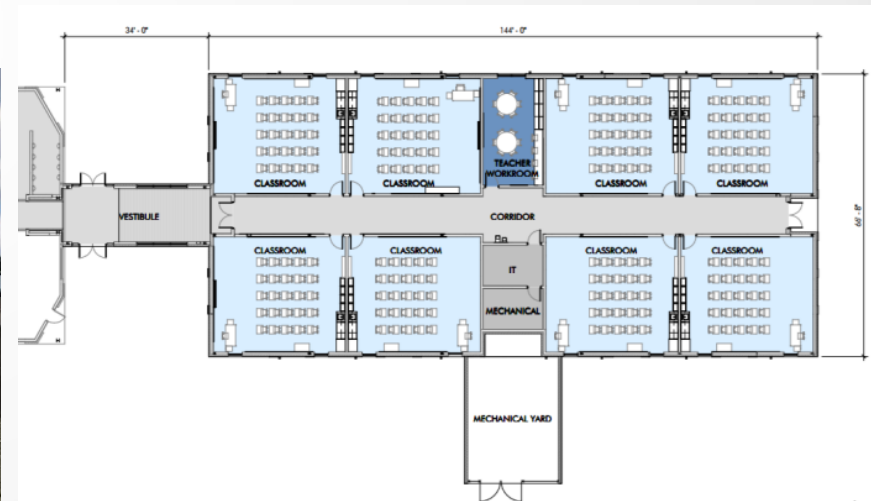 34' - 0"
144' - 0"
TEACHER
WORKROOM
CLASSROOM
CLASSROOM
CLASSROOM
CLASSROOM
VESTIBULE
CORRIDOR
66' - 8"
CLASSROOM
CLASSROOM
CLASSROOM
CLASSROOM
IT
MECHANICAL
MECHANICAL YARD